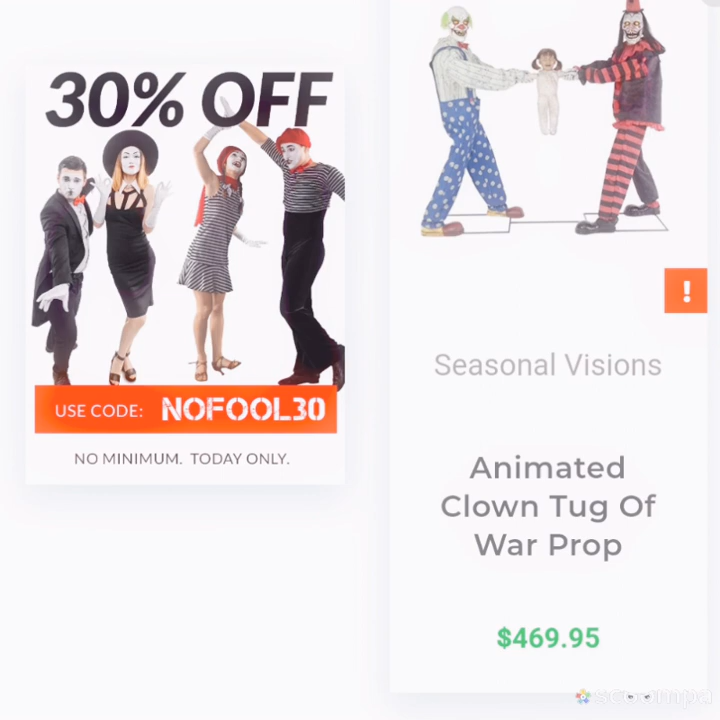 30% OFF
USE CODE: NOFOOL30
NO MINIMUM. TODAY ONLY.
!
Seasonal Visions
Animated
Clown Tug Of
War Prop
$469.95